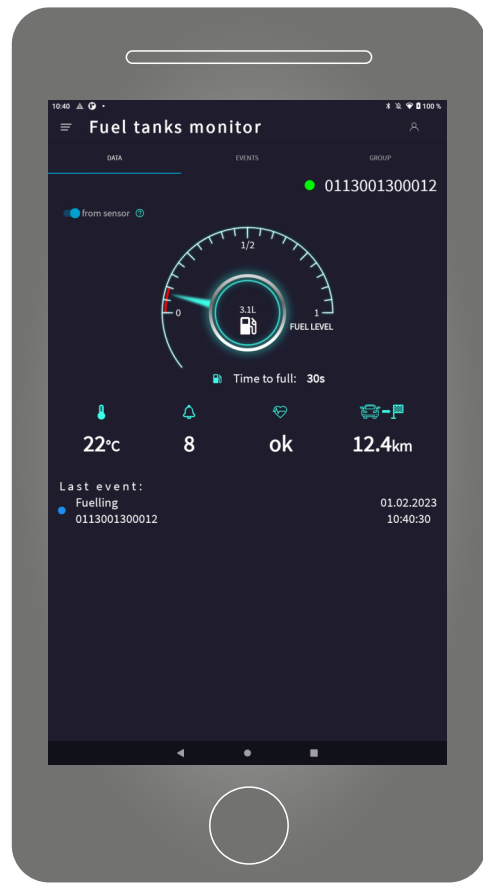 10:40 100 %
Fuel tanks monitor
DATA EVENTS GROUP
0113001300012
from sensor ?
1/2
3.1L
0 1
FUEL LEVEL
Time to full: 30s
22°C 8 ok 12.4km
Last event:
Fuelling 01.02.2023
0113001300012 10:40:30